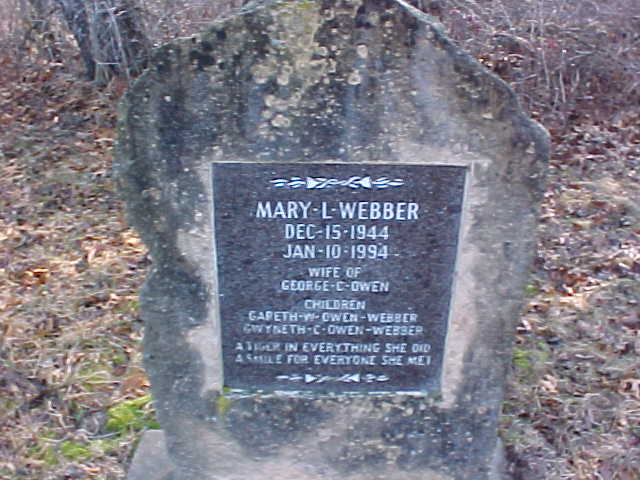 MARY-L-WEBBER
DEC-15-1944
JAN-10-1994
WIFE OF
GEORGE-C-OWEN
CHILDREN
GARETH-W-OWEN-WEBBER
GWYNETH-C-OWEN-WEBBER
A TIGER IN EVERYTHING SHE DID
A SMILE FOR EVERYONE SHE MET